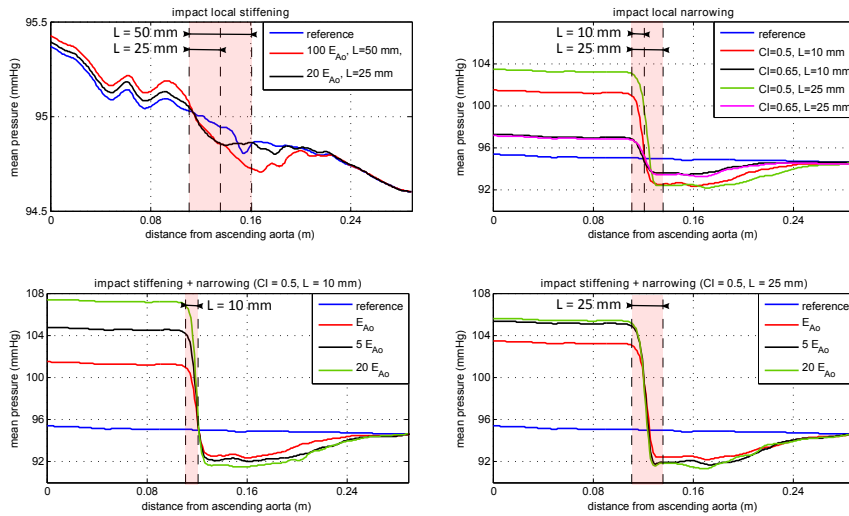 impact local stiffening
L = 50 mm
L = 25 mm
reference
100 E_Ao, L=50 mm,
20 E_Ao, L=25 mm
95.5
95
94.5
mean pressure (mmHg)
0
0.08
0.16
0.24
distance from ascending aorta (m)
impact local narrowing
L = 10 mm
L = 25 mm
reference
CI=0.5, L=10 mm
CI=0.65, L=10 mm
CI=0.5, L=25 mm
CI=0.65, L=25 mm
104
100
96
92
mean pressure (mmHg)
0
0.08
0.16
0.24
distance from ascending aorta (m)
impact stiffening + narrowing (CI = 0.5, L = 10 mm)
L = 10 mm
reference
E_Ao
5 E_Ao
20 E_Ao
108
104
100
96
92
mean pressure (mmHg)
0
0.08
0.16
0.24
distance from ascending aorta (m)
impact stiffening + narrowing (CI = 0.5, L = 25 mm)
L = 25 mm
reference
E_Ao
5 E_Ao
20 E_Ao
108
104
100
96
92
mean pressure (mmHg)
0
0.08
0.16
0.24
distance from ascending aorta (m)